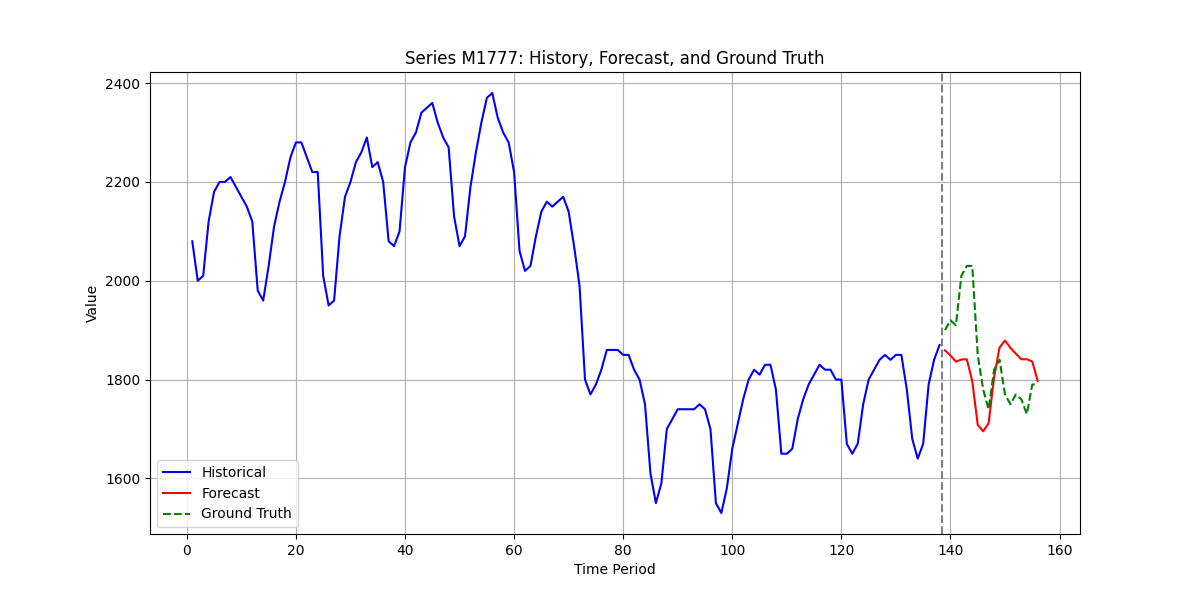 Series M1777: History, Forecast, and Ground Truth
2400
2200
2000
1800
1600
Value
Historical
Forecast
Ground Truth
0 20 40 60 80 100 120 140 160
Time Period